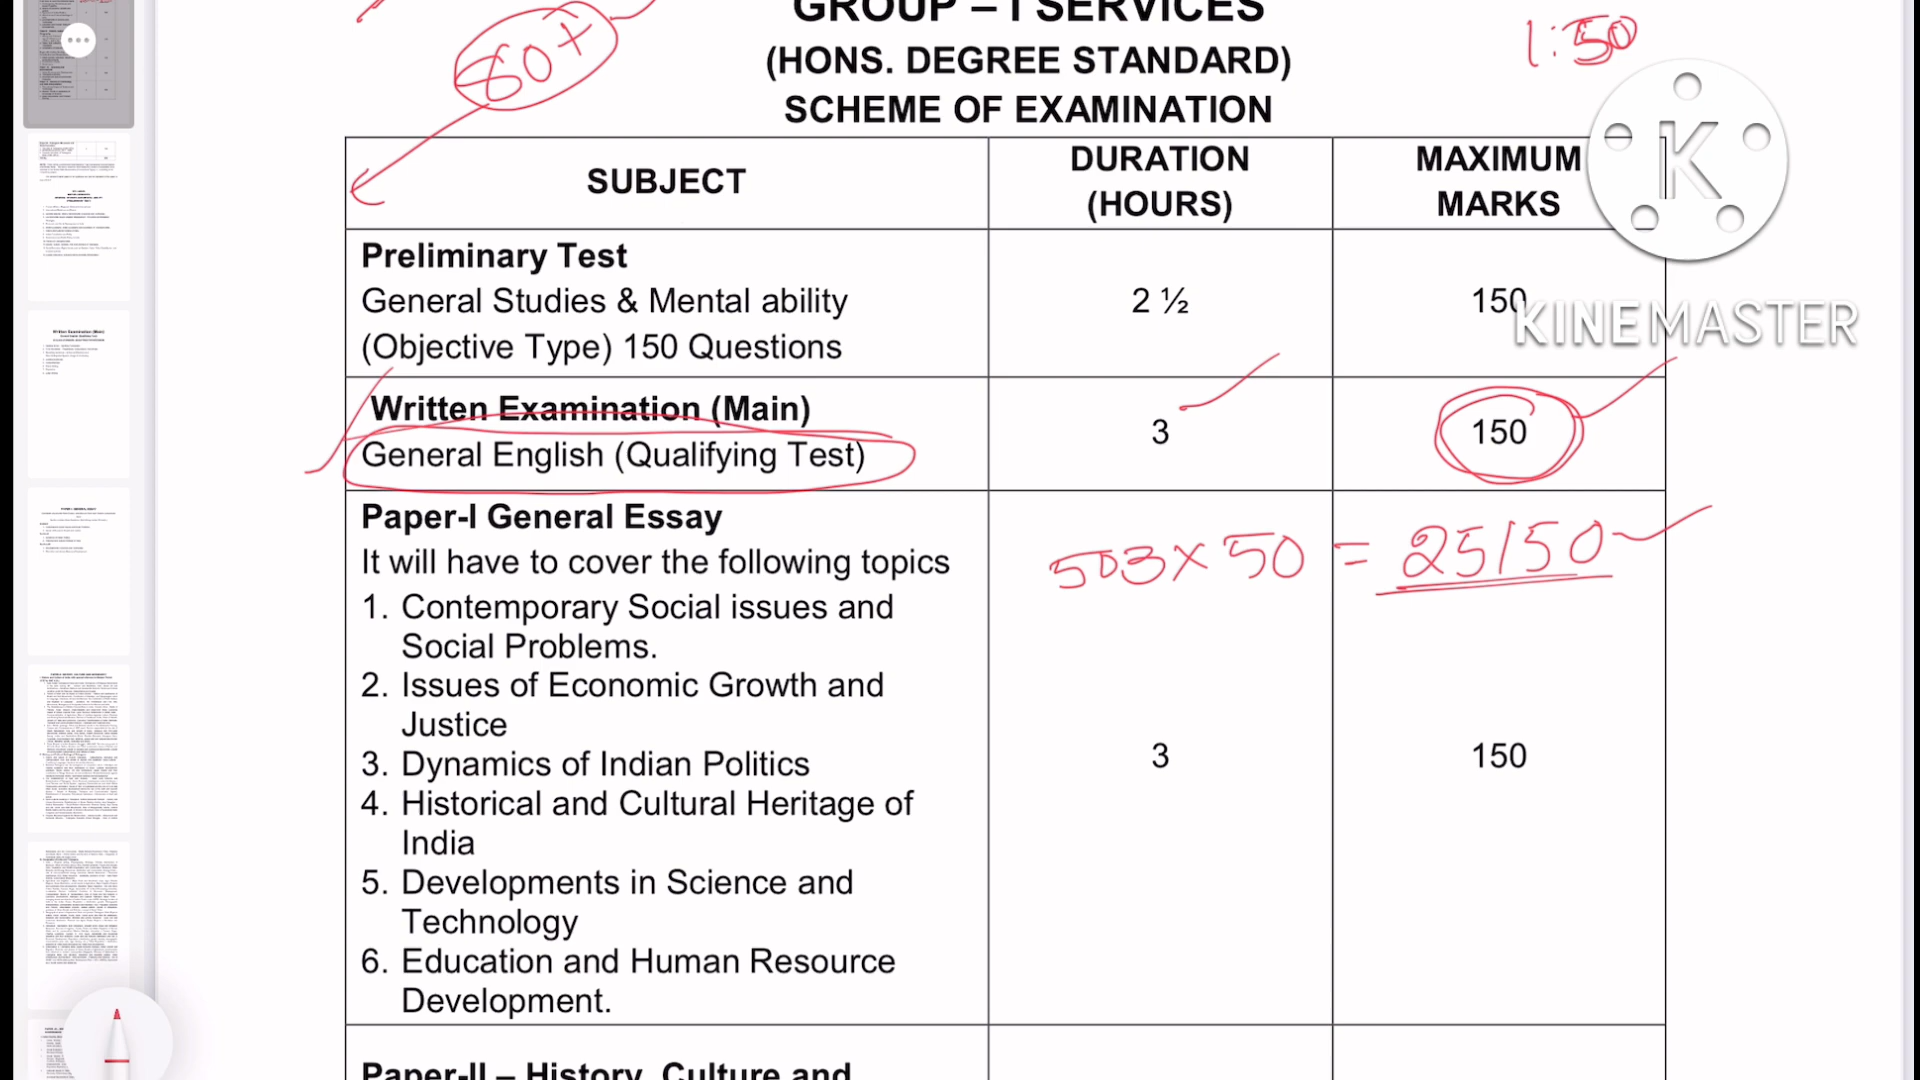 GROUP – I SERVICES
80+
1:50
(HONS. DEGREE STANDARD)
SCHEME OF EXAMINATION
SUBJECT
DURATION
(HOURS)
MAXIMUM
MARKS
K
KINEMASTER
Preliminary Test
General Studies & Mental ability
(Objective Type) 150 Questions
2 ½
150
Written Examination (Main)
General English (Qualifying Test)
3
150
Paper-I General Essay
It will have to cover the following topics
1. Contemporary Social issues and
Social Problems.
2. Issues of Economic Growth and
Justice
3. Dynamics of Indian Politics
4. Historical and Cultural Heritage of
India
5. Developments in Science and
Technology
6. Education and Human Resource
Development.
503 x 50 = 25150
3
150
Paper-II – History, Culture and